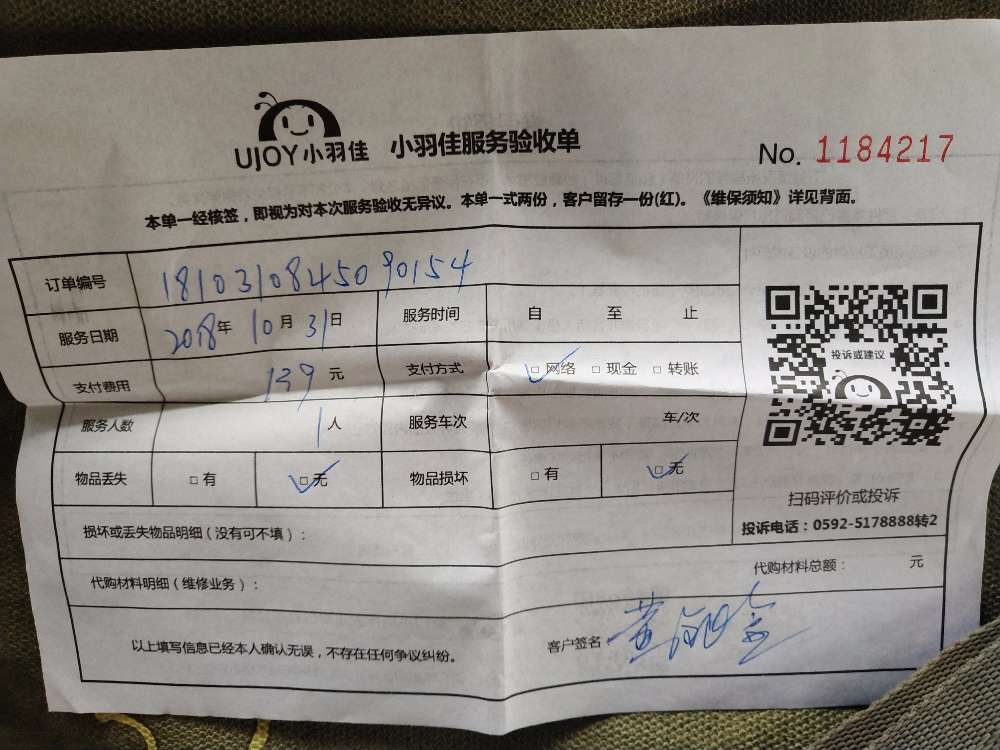 UJOY小羽佳 小羽佳服务验收单
No. 1184217
本单一经核签，即视为对本次服务验收无异议。本单一式两份，客户留存一份(红)。《维保须知》详见背面。
订单编号 1810310845090154
服务日期 2018年 10月 31日 服务时间 自 至 止
支付费用 139 元 支付方式 □网络 □现金 □转账
服务人数 1人 服务车次 车/次
物品丢失 □有 □无 物品损坏 □有 □无
投诉或建议
扫码评价或投诉
投诉电话：0592-5178888转2
损坏或丢失物品明细（没有可不填）：
代购材料明细（维修业务）： 代购材料总额： 元
以上填写信息已经本人确认无误，不存在任何争议纠纷。 客户签名 黄